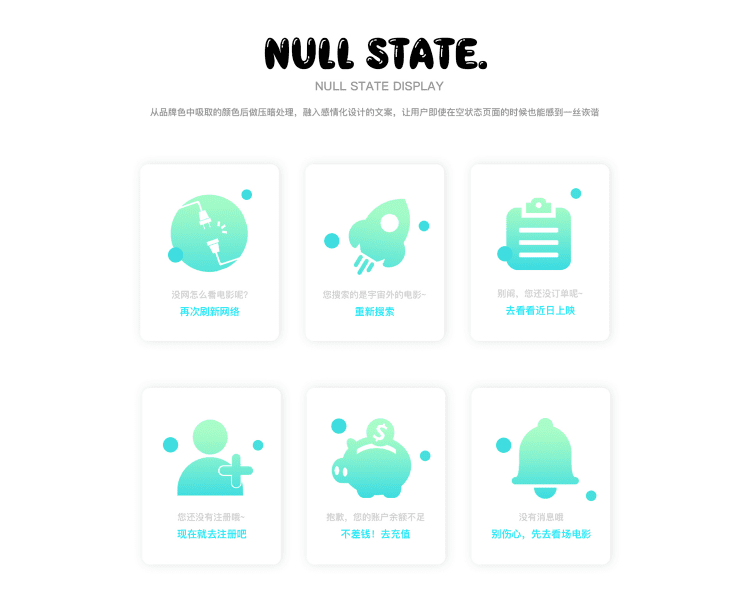 NULL STATE.
NULL STATE DISPLAY
从品牌色中吸取的颜色后做压暗处理，融入感情化设计的文案，让用户即使在空状态页面的时候也能感到一丝诙谐
没网怎么看电影呢？
再次刷新网络
您搜索的是宇宙外的电影~
重新搜索
别闹，您还没订单呢~
去看看近日上映
您还没有注册哦~
现在就去注册吧
抱歉，您的账户余额不足
不差钱！去充值
没有消息哦
别伤心，先去看场电影